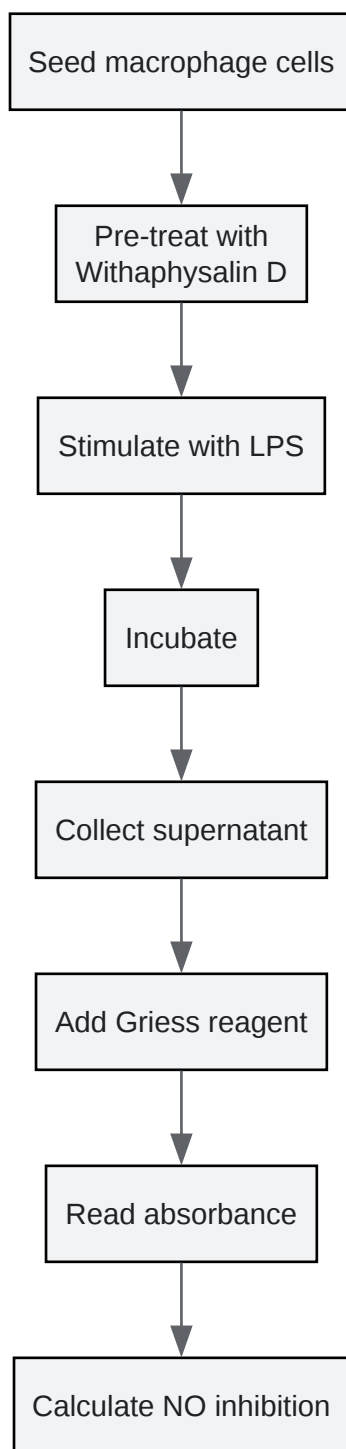 Seed macrophage cells
Pre-treat with
Withaphysalin D
Stimulate with LPS
Incubate
Collect supernatant
Add Griess reagent
Read absorbance
Calculate NO inhibition